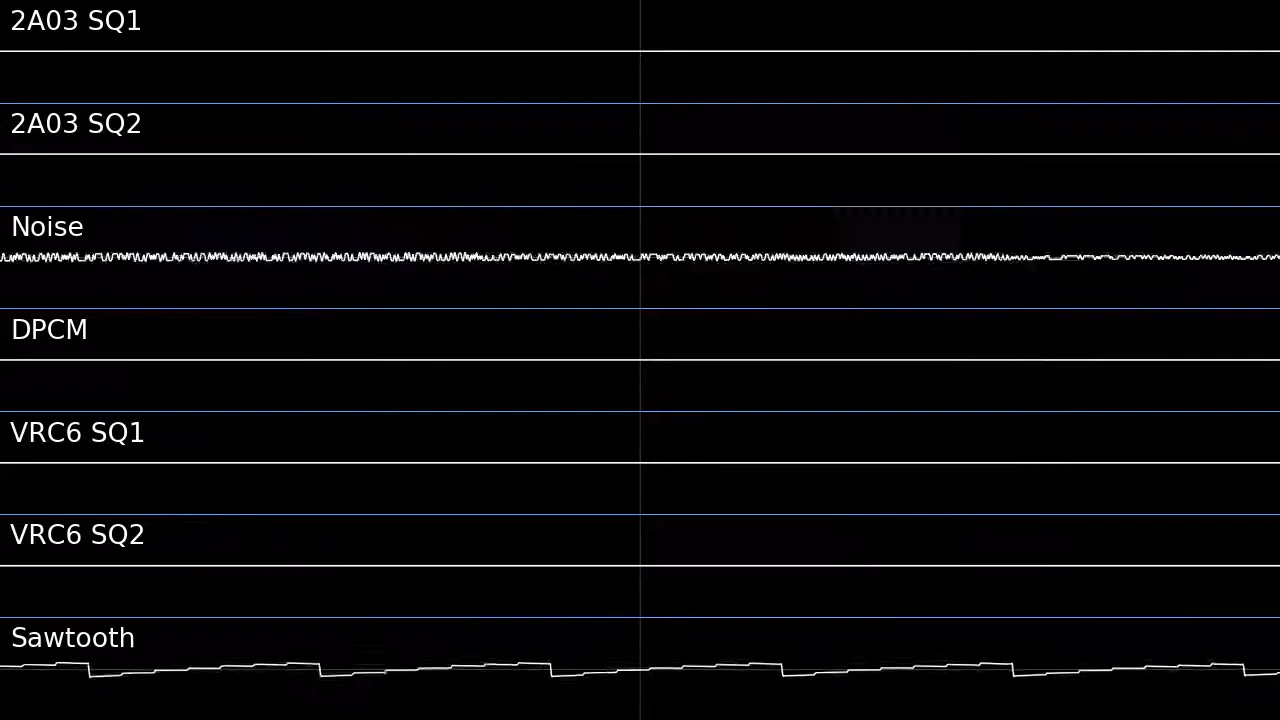 2A03 SQ1
2A03 SQ2
Noise
DPCM
VRC6 SQ1
VRC6 SQ2
Sawtooth